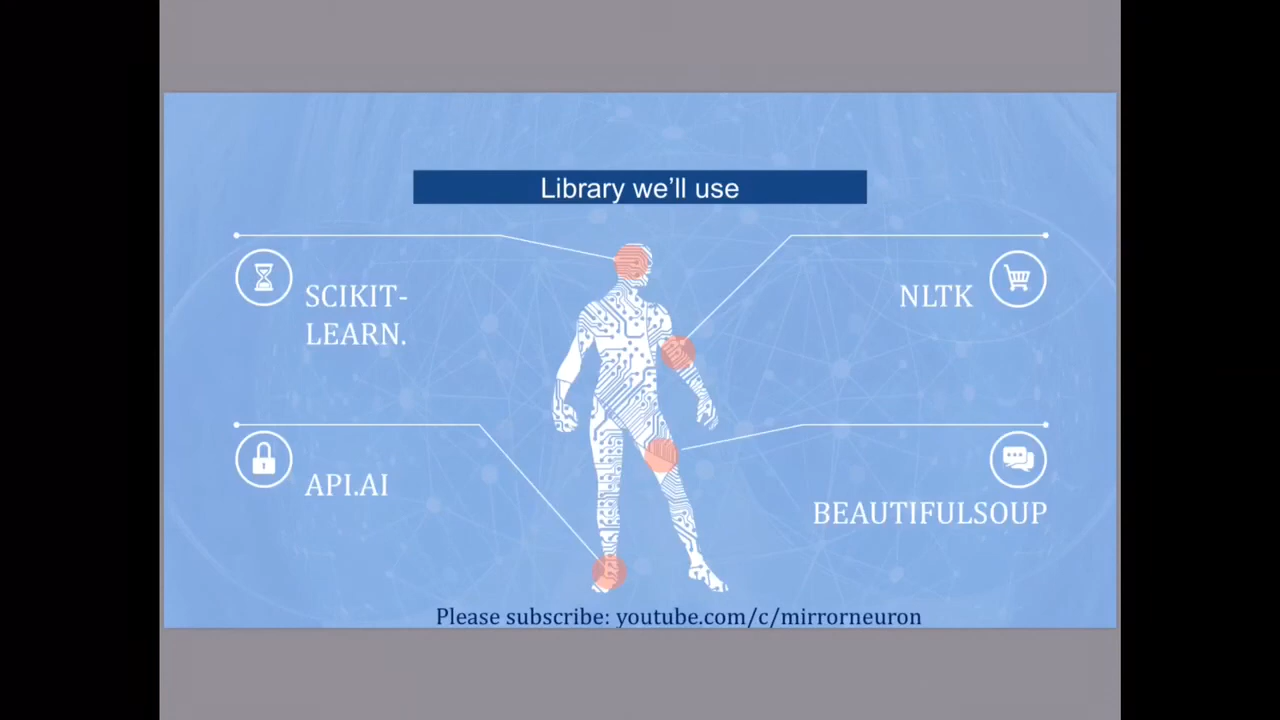 Library we'll use
SCIKIT-
LEARN.
NLTK
API.AI
BEAUTIFULSOUP
Please subscribe: youtube.com/c/mirrorneuron